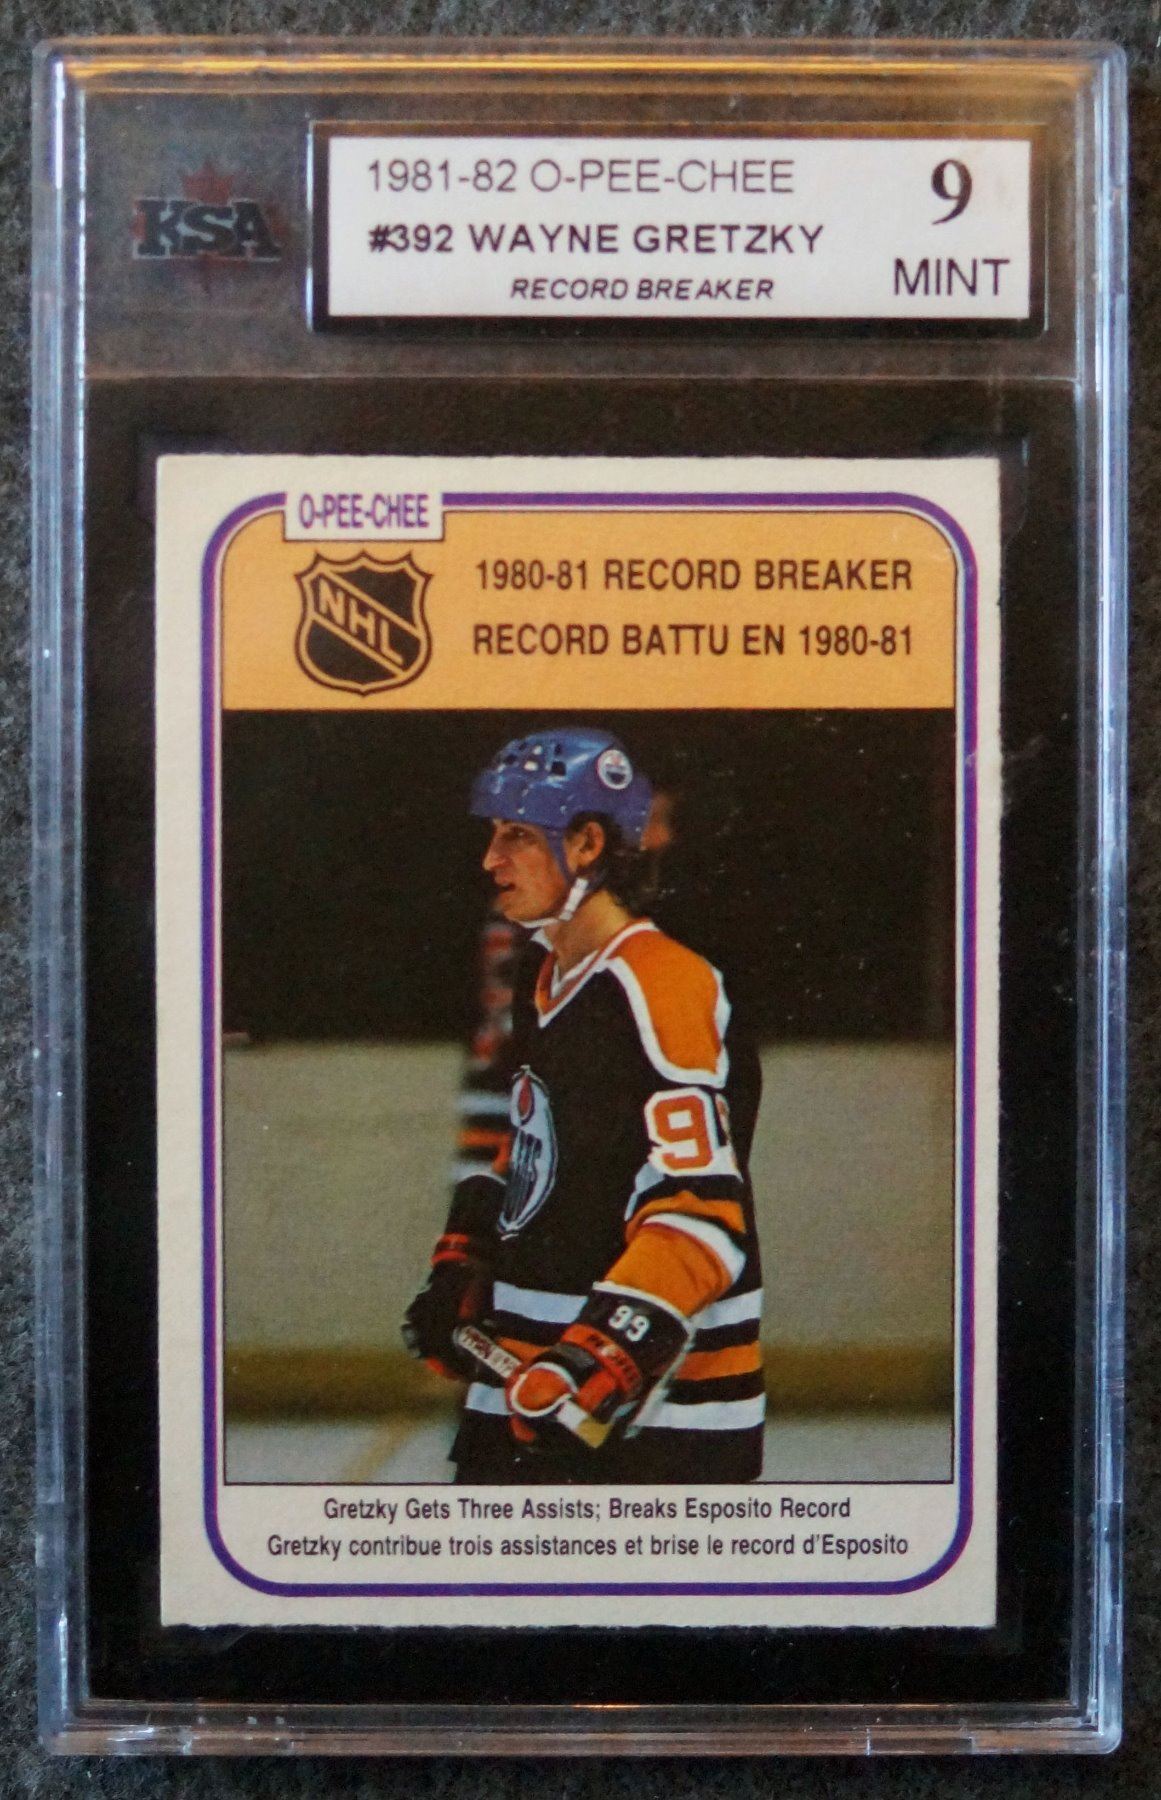 KSA
1981-82 O-PEE-CHEE
9
#392 WAYNE GRETZKY
MINT
RECORD BREAKER
O-PEE-CHEE
NHL
1980-81 RECORD BREAKER
RECORD BATTU EN 1980-81
9
99
Gretzky Gets Three Assists; Breaks Esposito Record
Gretzky contribue trois assistances et brise le record d'Esposito